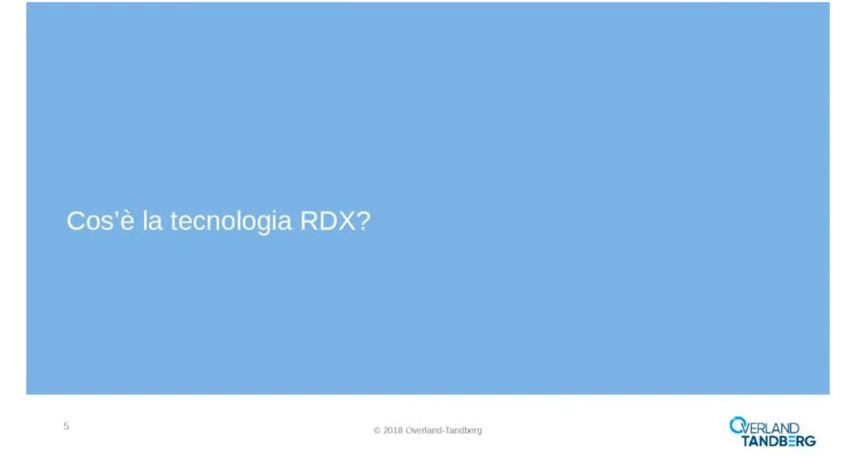 Cos’è la tecnologia RDX?
5
© 2018 Overland-Tandberg
OVERLAND
TANDBERG